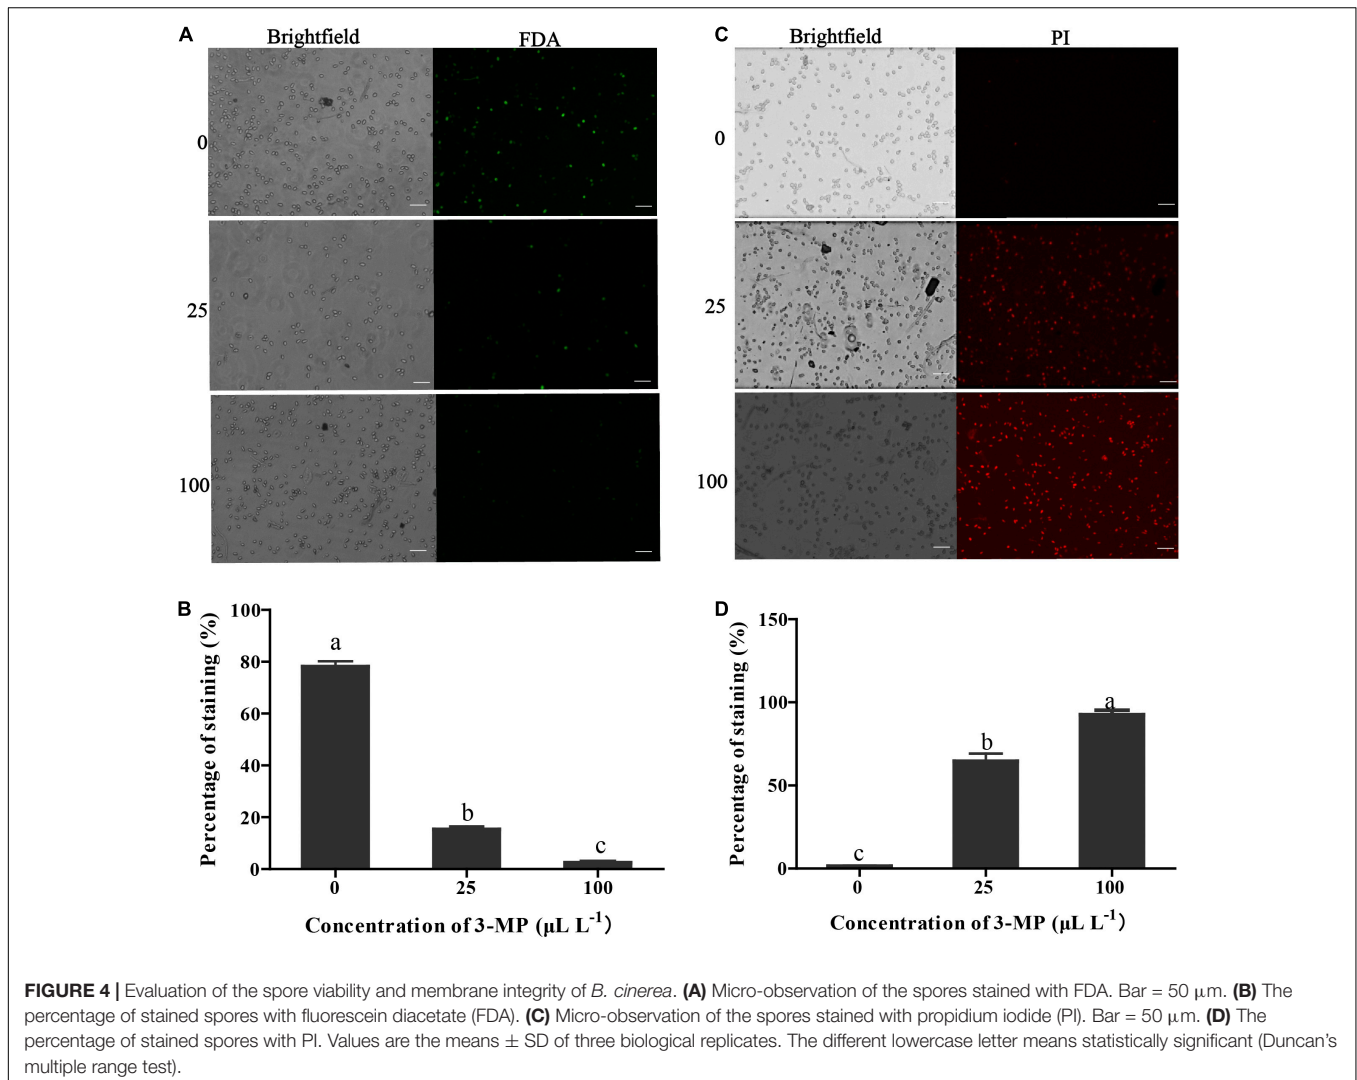 A
Brightfield
FDA
0
25
100
C
Brightfield
PI
0
25
100
B
Percentage of staining (%)
100
80
60
40
20
0
a
b
c
0 25 100
Concentration of 3-MP (μL L⁻¹)
D
Percentage of staining (%)
150
100
50
0
c
b
a
0 25 100
Concentration of 3-MP (μL L⁻¹)
FIGURE 4 | Evaluation of the spore viability and membrane integrity of B. cinerea. (A) Micro-observation of the spores stained with FDA. Bar = 50 μm. (B) The
percentage of stained spores with fluorescein diacetate (FDA). (C) Micro-observation of the spores stained with propidium iodide (PI). Bar = 50 μm. (D) The
percentage of stained spores with PI. Values are the means ± SD of three biological replicates. The different lowercase letter means statistically significant (Duncan's
multiple range test).